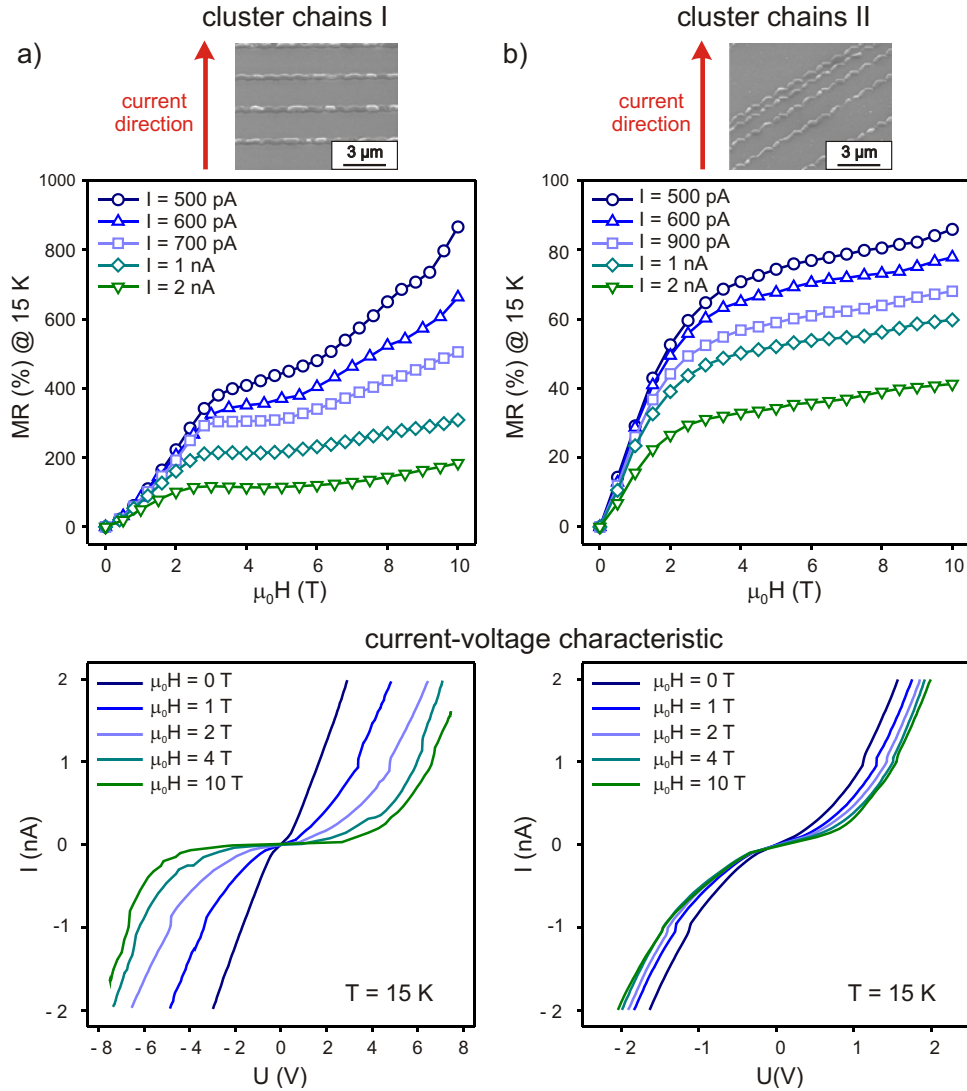 cluster chains I
cluster chains II
a)
current
direction
3 µm
b)
current
direction
3 µm
MR (%) @ 15 K
1000
800
600
400
200
0
I = 500 pA
I = 600 pA
I = 700 pA
I = 1 nA
I = 2 nA
0 2 4 6 8 10
µ₀H (T)
MR (%) @ 15 K
100
80
60
40
20
0
I = 500 pA
I = 600 pA
I = 900 pA
I = 1 nA
I = 2 nA
0 2 4 6 8 10
µ₀H (T)
current-voltage characteristic
I (nA)
2
1
0
-1
-2
µ₀H = 0 T
µ₀H = 1 T
µ₀H = 2 T
µ₀H = 4 T
µ₀H = 10 T
T = 15 K
-8 -6 -4 -2 0 2 4 6 8
U (V)
I (nA)
2
1
0
-1
-2
µ₀H = 0 T
µ₀H = 1 T
µ₀H = 2 T
µ₀H = 4 T
µ₀H = 10 T
T = 15 K
-2 -1 0 1 2
U(V)